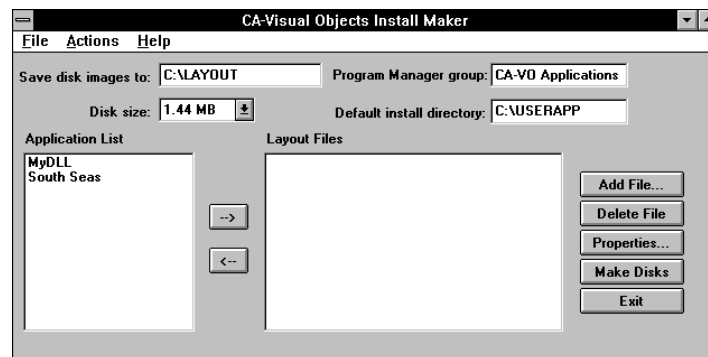 CA-Visual Objects Install Maker
File Actions Help
Save disk images to: C:\LAYOUT Program Manager group: CA-VO Applications
Disk size: 1.44 MB Default install directory: C:\USERAPP
Application List Layout Files
MyDLL
South Seas
Add File...
--> Delete File
Properties...
<-- Make Disks
Exit